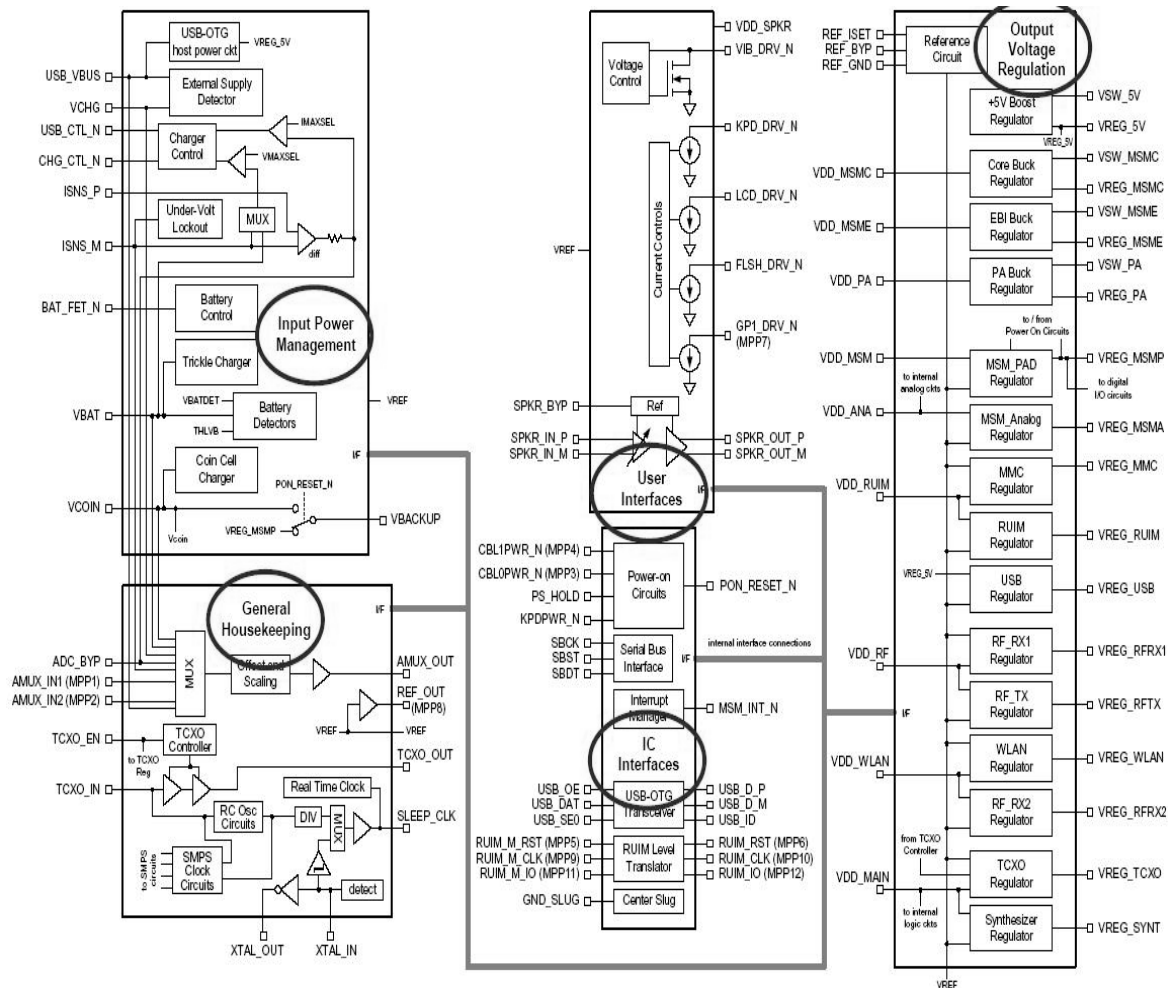 USB-OTG
host power ckt
VREG_5V
USB_VBUS
External Supply
Detector
VCHG
USB_CTL_N
Charger
Control
IMAXSEL
CHG_CTL_N
VMAXSEL
ISNS_P
Under-Volt
Lockout
MUX
ISNS_M
diff
BAT_FET_N
Battery
Control
Input Power
Management
Trickle Charger
VBATDET
VBAT
Battery
Detectors
VREF
THLVB
Coin Cell
Charger
I/F
PON_RESET_N
VCOIN
VBACKUP
VREG_MSMP
Vcoin
General
Housekeeping
I/F
ADC_BYP
MUX
Offset and
Scaling
AMUX_OUT
AMUX_IN1 (MPP1)
AMUX_IN2 (MPP2)
REF_OUT
(MPP8)
VREF
VREF
TCXO_EN
TCXO
Controller
to TCXO
Reg
TCXO_OUT
TCXO_IN
Real Time Clock
RC Osc
Circuits
DIV
MUX
SLEEP_CLK
to SMPS
circuits
SMPS
Clock
Circuits
detect
XTAL_OUT
XTAL_IN
VDD_SPKR
VIB_DRV_N
Voltage
Control
KPD_DRV_N
LCD_DRV_N
VREF
Current Controls
FLSH_DRV_N
GP1_DRV_N
(MPP7)
SPKR_BYP
Ref
SPKR_IN_P
SPKR_OUT_P
SPKR_IN_M
SPKR_OUT_M
User
Interfaces
I/F
CBL1PWR_N (MPP4)
CBL0PWR_N (MPP3)
Power-on
Circuits
PON_RESET_N
PS_HOLD
KPDPWR_N
SBCK
SBST
SBDT
Serial Bus
Interface
I/F
internal interface connections
Interrupt
Manager
MSM_INT_N
IC
Interfaces
USB_OE
USB_DAT
USB_SE0
USB-OTG
Transceiver
USB_D_P
USB_D_M
USB_ID
RUIM_M_RST (MPP5)
RUIM_M_CLK (MPP9)
RUIM_M_IO (MPP11)
RUIM Level
Translator
RUIM_RST (MPP6)
RUIM_CLK (MPP10)
RUIM_IO (MPP12)
GND_SLUG
Center Slug
REF_ISET
REF_BYP
REF_GND
Reference
Circuit
Output
Voltage
Regulation
+5V Boost
Regulator
VSW_5V
VREG_5V
VREG_5V
VDD_MSMC
Core Buck
Regulator
VSW_MSMC
VREG_MSMC
VDD_MSME
EBI Buck
Regulator
VSW_MSME
VREG_MSME
VDD_PA
PA Buck
Regulator
VSW_PA
VREG_PA
to / from
Power On Circuits
VDD_MSM
MSM_PAD
Regulator
VREG_MSMP
to internal
analog ckts
to digital
I/O circuits
VDD_ANA
MSM_Analog
Regulator
VREG_MSMA
VDD_RUIM
MMC
Regulator
VREG_MMC
RUIM
Regulator
VREG_RUIM
VREG_5V
USB
Regulator
VREG_USB
VDD_RF
RF_RX1
Regulator
VREG_RFRX1
RF_TX
Regulator
VREG_RFTX
I/F
VDD_WLAN
WLAN
Regulator
VREG_WLAN
RF_RX2
Regulator
VREG_RFRX2
from TCXO
Controller
VDD_MAIN
TCXO
Regulator
VREG_TCXO
to internal
logic ckts
Synthesizer
Regulator
VREG_SYNT
VREF